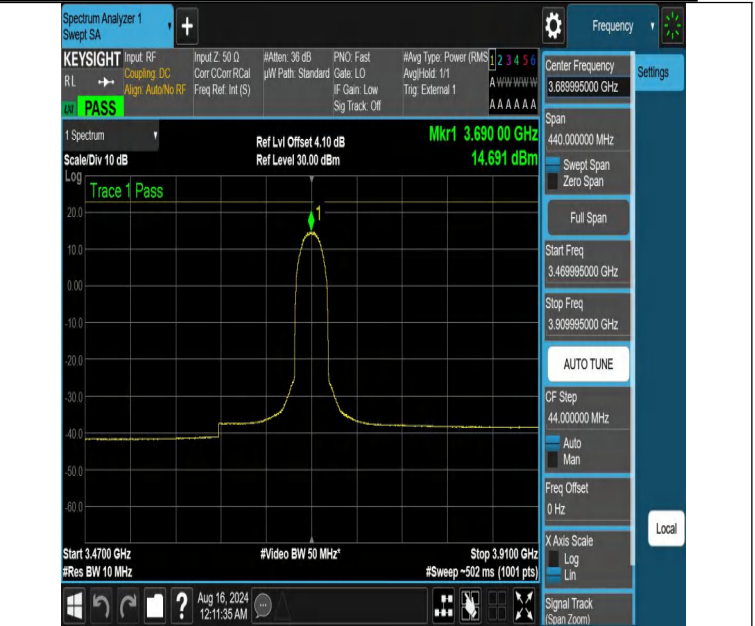 Spectrum Analyzer 1
Swept SA
Frequency
KEYSIGHT
RL
PASS
Input: RF
Coupling: DC
Align: Auto/No RF
Input Z: 50 Ω
Corr CCorr RCal
Freq Ref: Int (S)
#Atten: 36 dB
µW Path: Standard
PNO: Fast
Gate: LO
IF Gain: Low
Sig Track: Off
#Avg Type: Power (RMS
Avg|Hold: 1/1
Trig: External 1
1 2 3 4 5 6
A W W W W W
A A A A A A
1 Spectrum
Scale/Div 10 dB
Ref Lvl Offset 4.10 dB
Ref Level 30.00 dBm
Mkr1 3.690 00 GHz
14.691 dBm
Log
Trace 1 Pass
1
20.0
10.0
0.00
-10.0
-20.0
-30.0
-40.0
-50.0
-60.0
Start 3.4700 GHz
#Res BW 10 MHz
#Video BW 50 MHz*
Stop 3.9100 GHz
#Sweep ~502 ms (1001 pts)
Center Frequency
3.689995000 GHz
Settings
Span
440.000000 MHz
Swept Span
Zero Span
Full Span
Start Freq
3.469995000 GHz
Stop Freq
3.909995000 GHz
AUTO TUNE
CF Step
44.000000 MHz
Auto
Man
Freq Offset
0 Hz
X Axis Scale
Log
Lin
Local
Signal Track
(Span Zoom)
?
Aug 16, 2024
12:11:35 AM